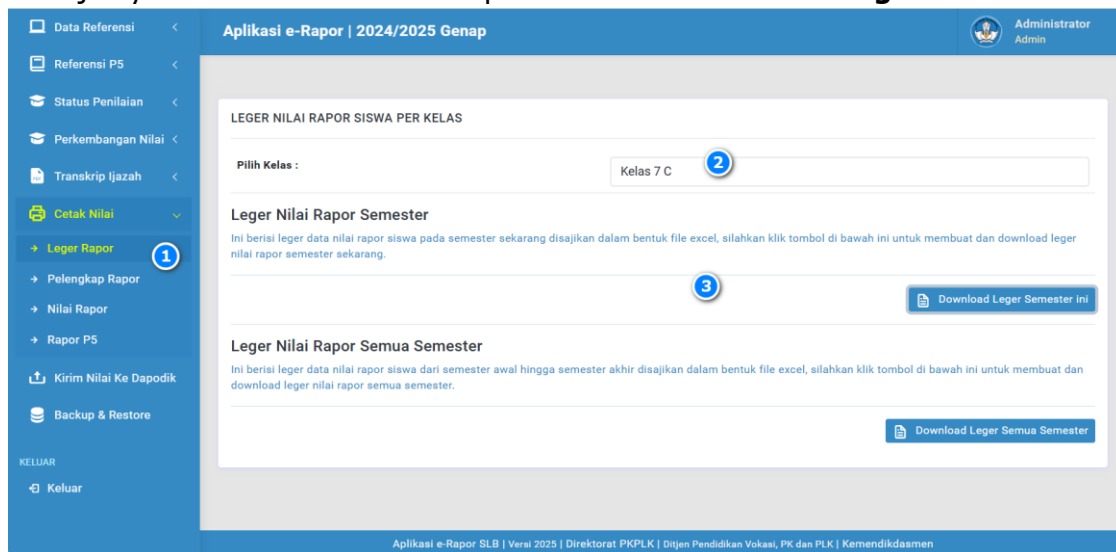 Data Referensi
Referensi P5
Status Penilaian
Perkembangan Nilai
Transkrip Ijazah
Cetak Nilai
Leger Rapor
1
Pelengkap Rapor
Nilai Rapor
Rapor P5
Kirim Nilai Ke Dapodik
Backup & Restore
KELUAR
Keluar
Aplikasi e-Rapor | 2024/2025 Genap
Administrator
Admin
LEGER NILAI RAPOR SISWA PER KELAS
Pilih Kelas :
Kelas 7 C
2
Leger Nilai Rapor Semester
Ini berisi leger data nilai rapor siswa pada semester sekarang disajikan dalam bentuk file excel, silahkan klik tombol di bawah ini untuk membuat dan download leger
nilai rapor semester sekarang.
3
Download Leger Semester ini
Leger Nilai Rapor Semua Semester
Ini berisi leger data nilai rapor siswa dari semester awal hingga semester akhir disajikan dalam bentuk file excel, silahkan klik tombol di bawah ini untuk membuat dan
download leger nilai rapor semua semester.
Download Leger Semua Semester
Aplikasi e-Rapor SLB | Versi 2025 | Direktorat PKPLK | Ditjen Pendidikan Vokasi, PK dan PLK | Kemendikdasmen